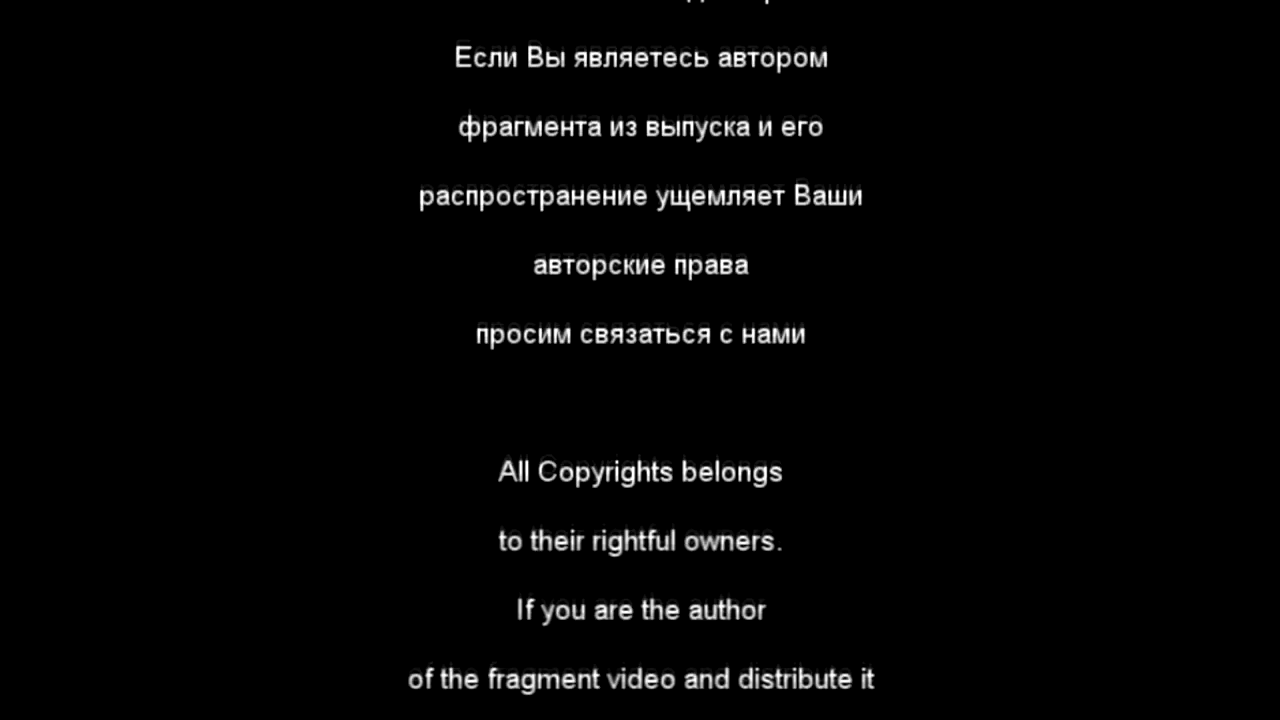 Если Вы являетесь автором
фрагмента из выпуска и его
распространение ущемляет Ваши
авторские права
просим связаться с нами
All Copyrights belongs
to their rightful owners.
If you are the author
of the fragment video and distribute it